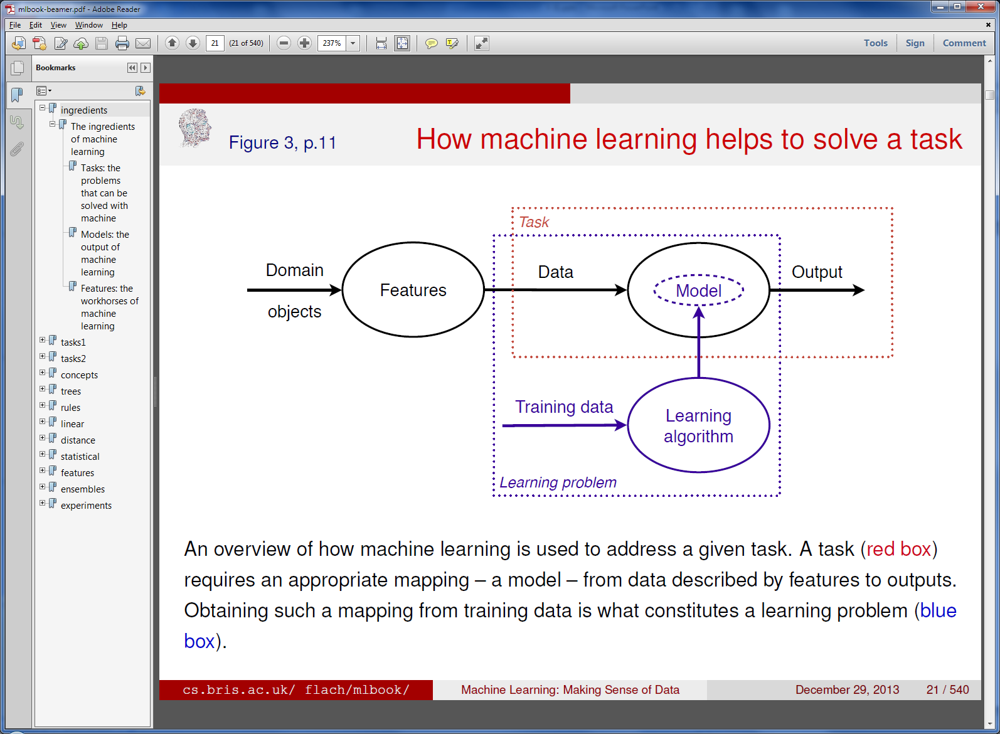 mlbook-beamer.pdf - Adobe Reader
File Edit View Window Help
21 (21 of 540) 237% Tools Sign Comment
Bookmarks
ingredients
The ingredients
of machine
learning
Tasks: the
problems
that can be
solved with
machine
Models: the
output of
machine
learning
Features: the
workhorses of
machine
learning
tasks1
tasks2
concepts
trees
rules
linear
distance
statistical
features
ensembles
experiments
Figure 3, p.11
How machine learning helps to solve a task
Task
Domain
objects
Features
Data
Model
Output
Training data
Learning
algorithm
Learning problem
An overview of how machine learning is used to address a given task. A task (red box)
requires an appropriate mapping – a model – from data described by features to outputs.
Obtaining such a mapping from training data is what constitutes a learning problem (blue
box).
cs.bris.ac.uk/ flach/mlbook/
Machine Learning: Making Sense of Data
December 29, 2013
21 / 540